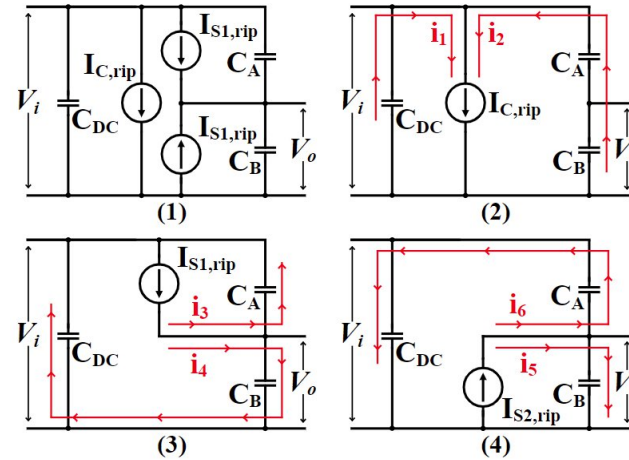 I_S1,rip
I_C,rip
C_A
V_i
C_DC
I_S1,rip
C_B
V_o
(1)
i_1
i_2
C_A
V_i
C_DC
I_C,rip
C_B
V
(2)
I_S1,rip
C_A
V_i
i_3
C_DC
i_4
C_B
V_o
(3)
C_A
V_i
i_6
C_DC
i_5
C_B
V_o
I_S2,rip
(4)